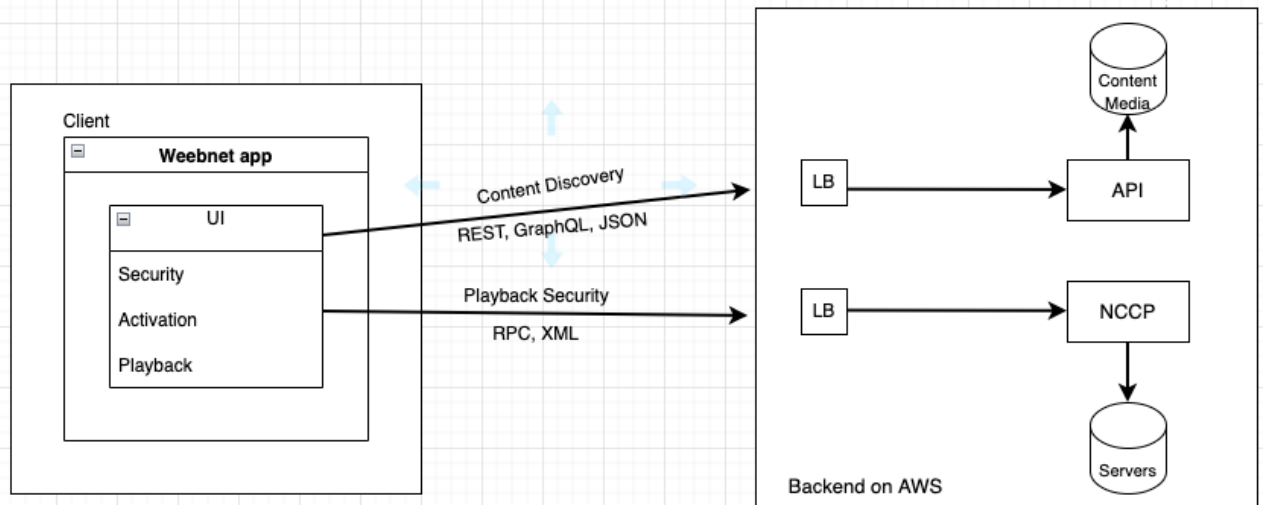 Client
Weebnet app
UI
Security
Activation
Playback
Content Discovery
REST, GraphQL, JSON
Playback Security
RPC, XML
Content
Media
LB
API
LB
NCCP
Servers
Backend on AWS